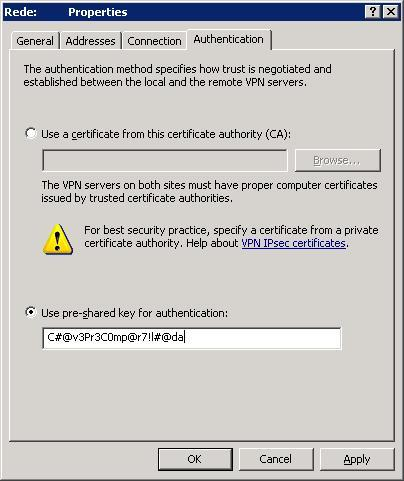 Rede: Properties
General Addresses Connection Authentication
The authentication method specifies how trust is negotiated and
established between the local and the remote VPN servers.
Use a certificate from this certificate authority (CA):
Browse...
The VPN servers on both sites must have proper computer certificates
issued by trusted certificate authorities.
For best security practice, specify a certificate from a private
certificate authority. Help about VPN IPsec certificates.
Use pre-shared key for authentication:
C#@v3Pr3C0mp@r7!l#@da
OK Cancel Apply